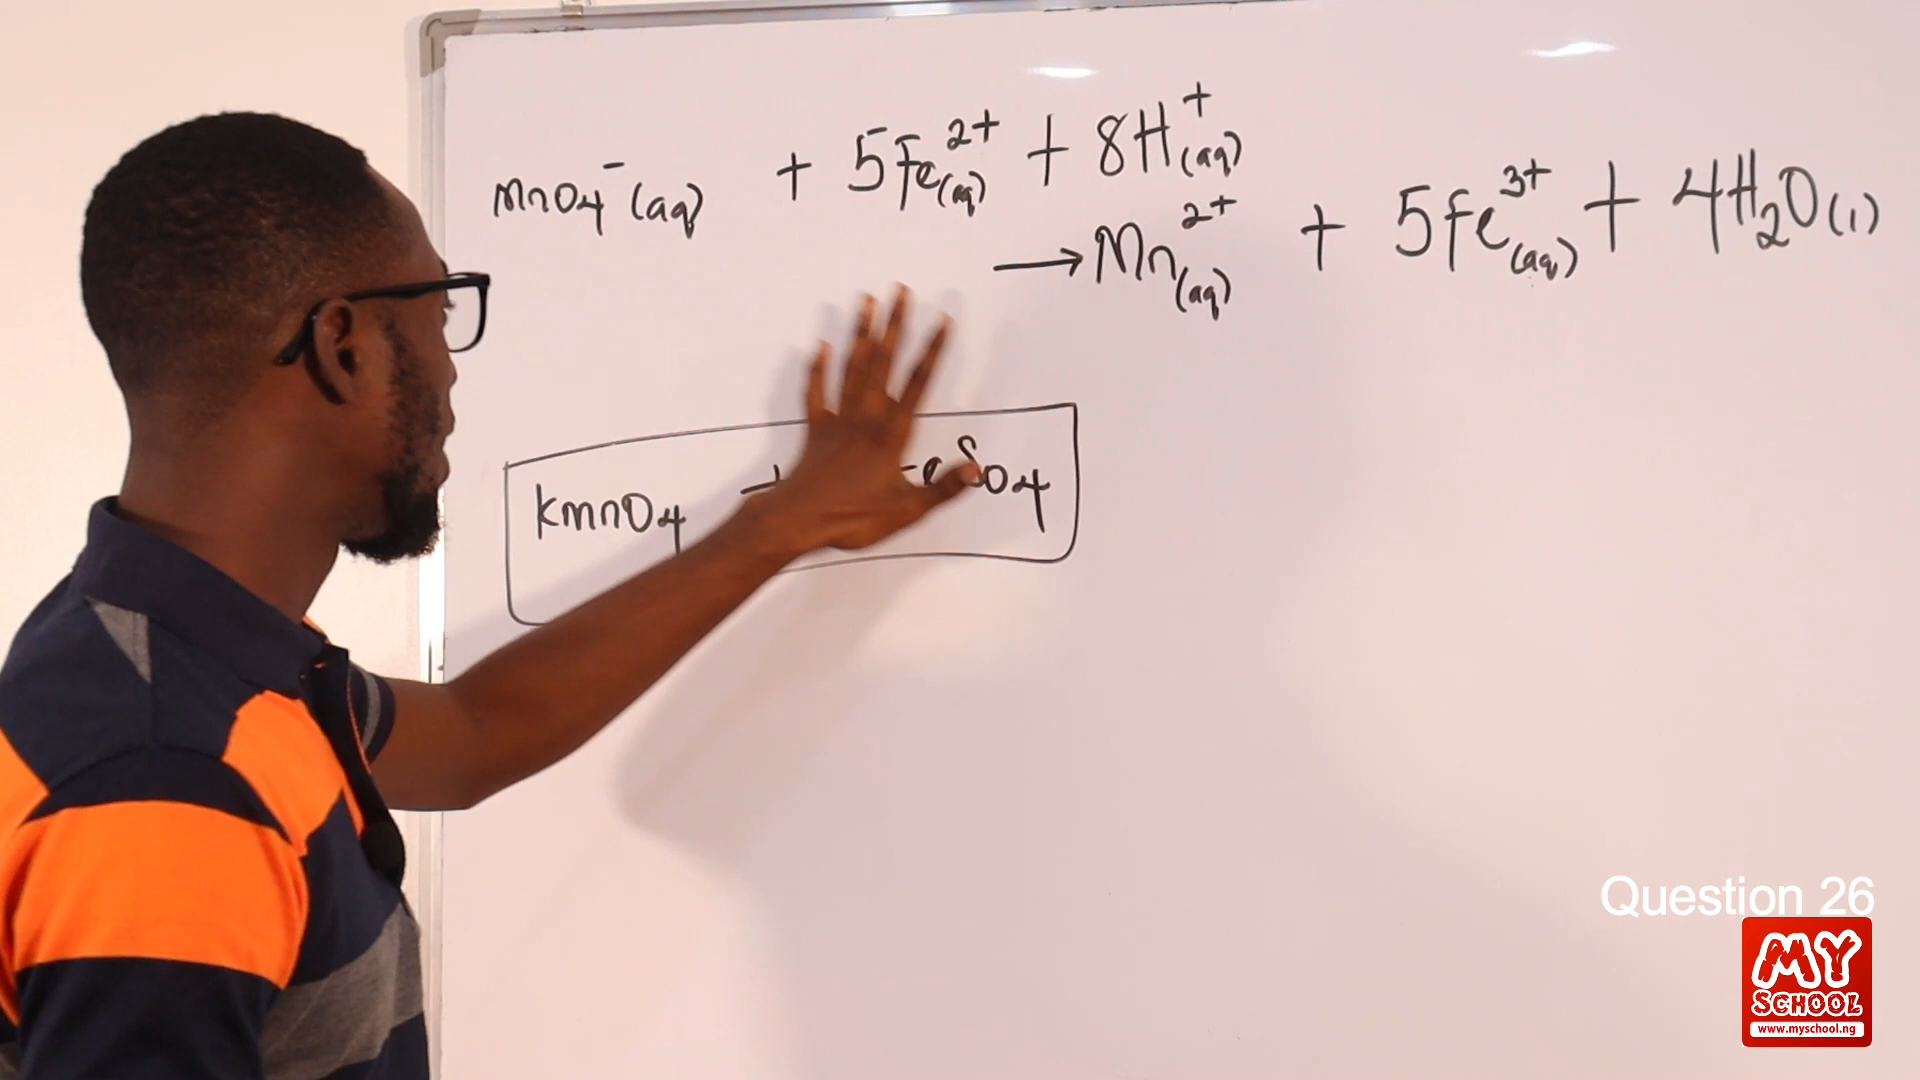 MnO₄⁻(aq) + 5Fe²⁺(aq) + 8H⁺(aq)
→ Mn²⁺(aq) + 5Fe³⁺(aq) + 4H₂O(l)
KMnO₄ + SO₄
Question 26
MY
SCHOOL
www.myschool.ng